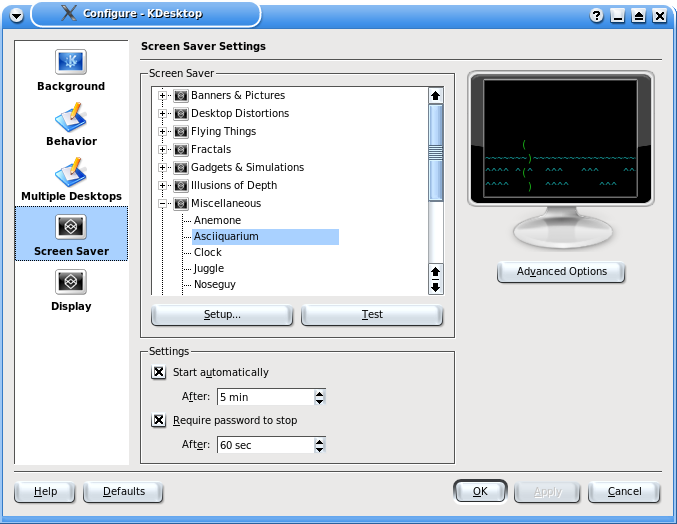 Configure - KDesktop
Background
Behavior
Multiple Desktops
Screen Saver
Display
Screen Saver Settings
Screen Saver
Banners & Pictures
Desktop Distortions
Flying Things
Fractals
Gadgets & Simulations
Illusions of Depth
Miscellaneous
Anemone
Asciiquarium
Clock
Juggle
Noseguy
Setup...
Test
Advanced Options
Settings
Start automatically
After: 5 min
Require password to stop
After: 60 sec
Help
Defaults
OK
Apply
Cancel